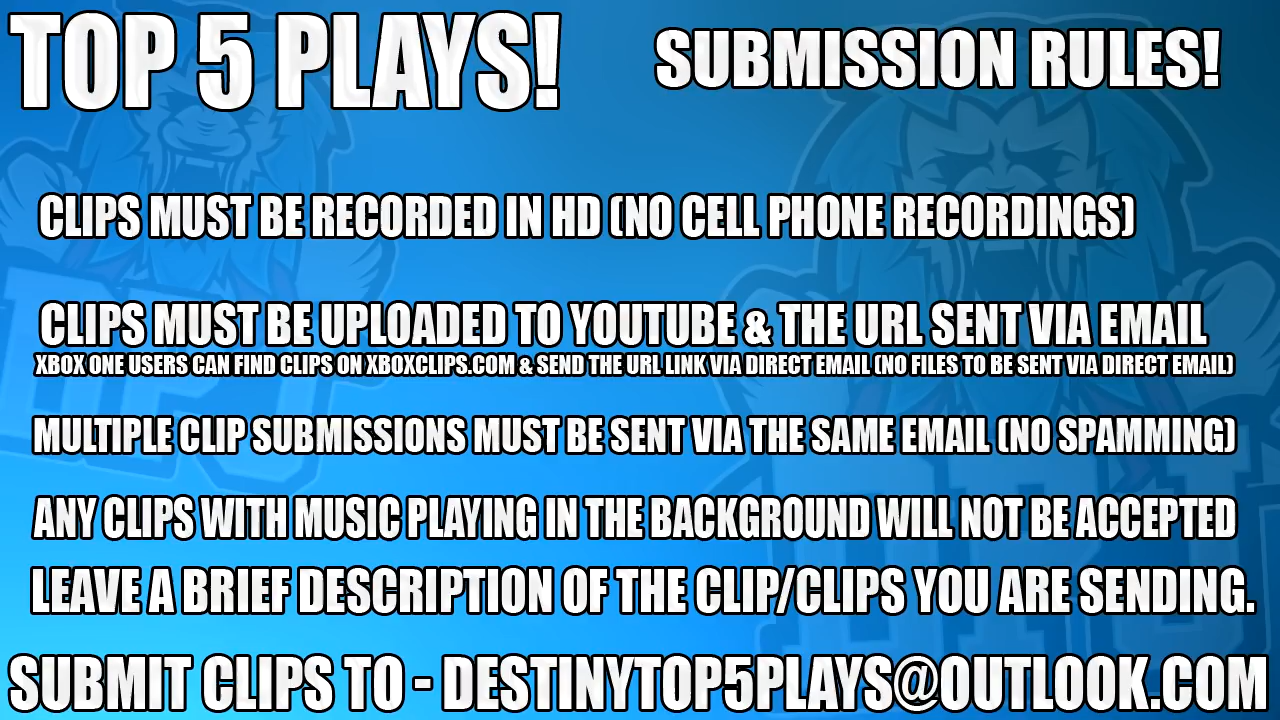 TOP 5 PLAYS!
SUBMISSION RULES!
CLIPS MUST BE RECORDED IN HD (NO CELL PHONE RECORDINGS)
CLIPS MUST BE UPLOADED TO YOUTUBE & THE URL SENT VIA EMAIL
XBOX ONE USERS CAN FIND CLIPS ON XBOXCLIPS.COM & SEND THE URL LINK VIA DIRECT EMAIL (NO FILES TO BE SENT VIA DIRECT EMAIL)
MULTIPLE CLIP SUBMISSIONS MUST BE SENT VIA THE SAME EMAIL (NO SPAMMING)
ANY CLIPS WITH MUSIC PLAYING IN THE BACKGROUND WILL NOT BE ACCEPTED
LEAVE A BRIEF DESCRIPTION OF THE CLIP/CLIPS YOU ARE SENDING.
SUBMIT CLIPS TO - DESTINYTOP5PLAYS@OUTLOOK.COM